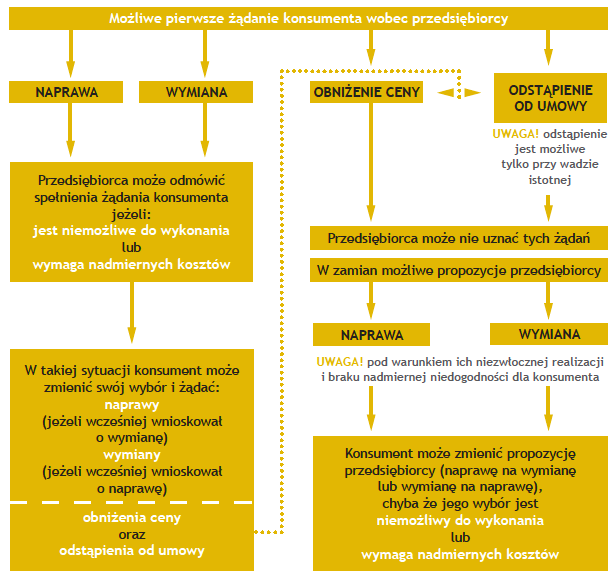 Możliwe pierwsze żądanie konsumenta wobec przedsiębiorcy
NAPRAWA
WYMIANA
Przedsiębiorca może odmówić
spełnienia żądania konsumenta
jeżeli:
jest niemożliwe do wykonania
lub
wymaga nadmiernych kosztów
W takiej sytuacji konsument może
zmienić swój wybór i żądać:
naprawy
(jeżeli wcześniej wnioskował
o wymianę)
wymiany
(jeżeli wcześniej wnioskował
o naprawę)
obniżenia ceny
oraz
odstąpienia od umowy
OBNIŻENIE CENY
ODSTĄPIENIE
OD UMOWY
UWAGA! odstąpienie
jest możliwe
tylko przy wadzie
istotnej
Przedsiębiorca może nie uznać tych żądań
W zamian możliwe propozycje przedsiębiorcy
NAPRAWA
WYMIANA
UWAGA! pod warunkiem ich niezwłocznej realizacji
i braku nadmiernej niedogodności dla konsumenta
Konsument może zmienić propozycję
przedsiębiorcy (naprawę na wymianę
lub wymianę na naprawę),
chyba że jego wybór jest
niemożliwy do wykonania
lub
wymaga nadmiernych kosztów